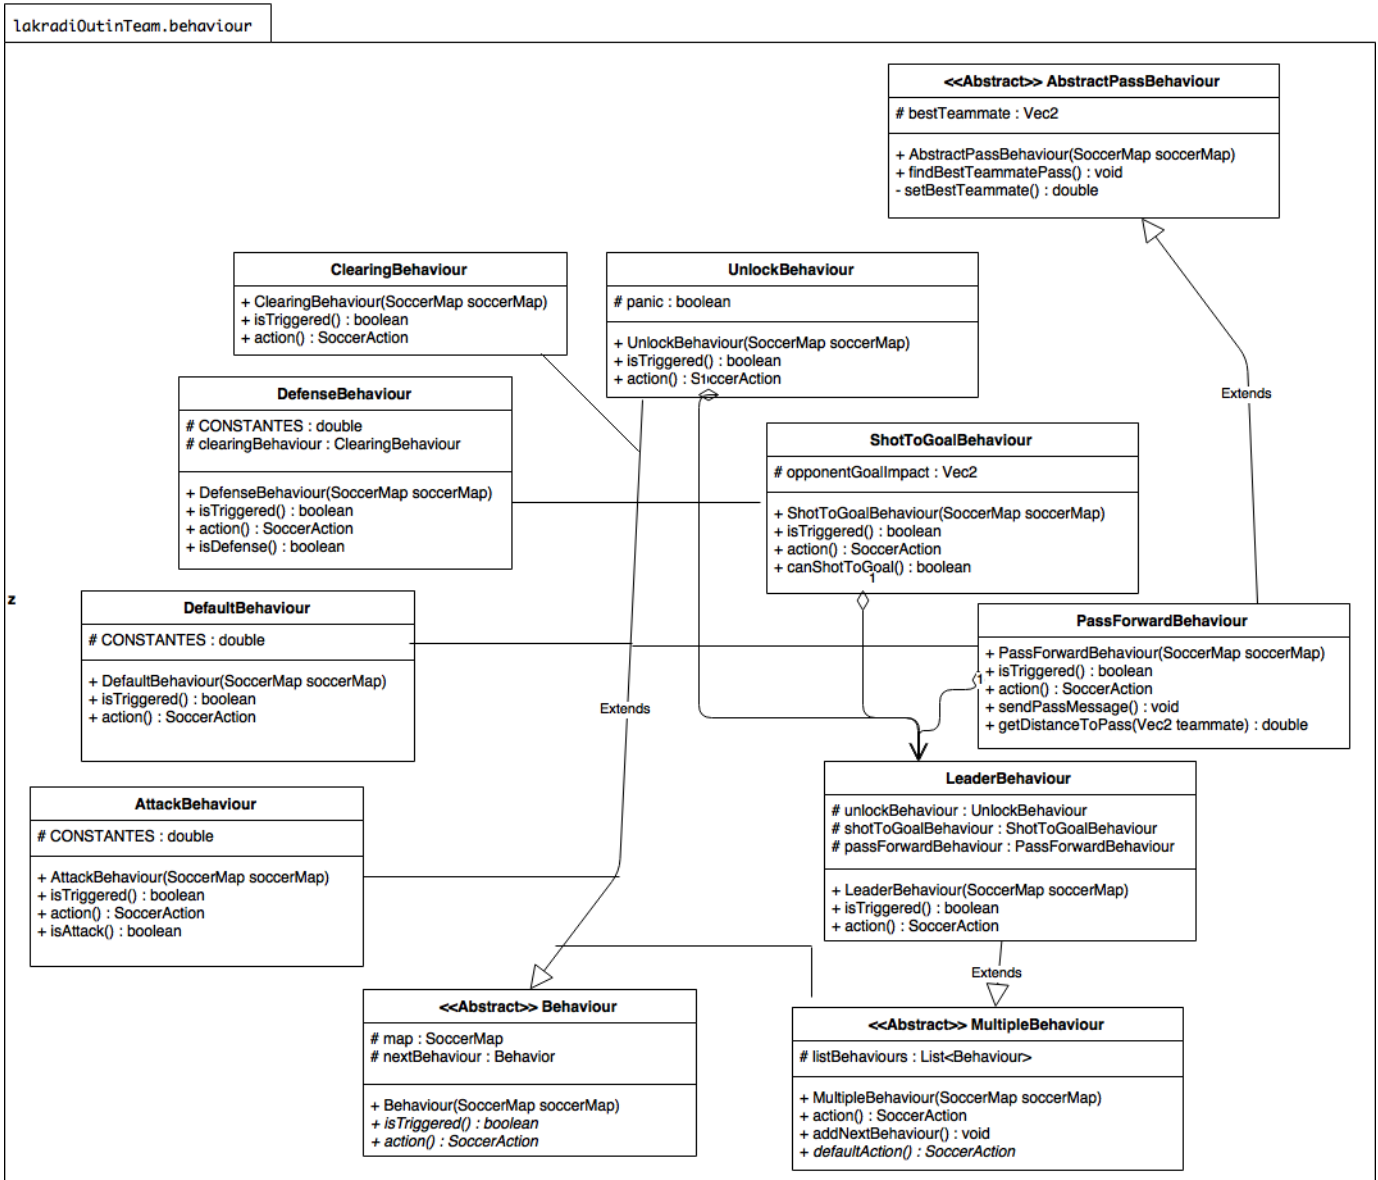 lakradiOutinTeam.behaviour
<<Abstract>> AbstractPassBehaviour
# bestTeammate : Vec2
+ AbstractPassBehaviour(SoccerMap soccerMap)
+ findBestTeammatePass() : void
- setBestTeammate() : double
ClearingBehaviour
+ ClearingBehaviour(SoccerMap soccerMap)
+ isTriggered() : boolean
+ action() : SoccerAction
UnlockBehaviour
# panic : boolean
+ UnlockBehaviour(SoccerMap soccerMap)
+ isTriggered() : boolean
+ action() : SoccerAction
1
DefenseBehaviour
# CONSTANTES : double
# clearingBehaviour : ClearingBehaviour
+ DefenseBehaviour(SoccerMap soccerMap)
+ isTriggered() : boolean
+ action() : SoccerAction
+ isDefense() : boolean
Extends
ShotToGoalBehaviour
# opponentGoalImpact : Vec2
+ ShotToGoalBehaviour(SoccerMap soccerMap)
+ isTriggered() : boolean
+ action() : SoccerAction
+ canShotToGoal() : boolean
1
z
DefaultBehaviour
# CONSTANTES : double
+ DefaultBehaviour(SoccerMap soccerMap)
+ isTriggered() : boolean
+ action() : SoccerAction
PassForwardBehaviour
+ PassForwardBehaviour(SoccerMap soccerMap)
+ isTriggered() : boolean
+ action() : SoccerAction
+ sendPassMessage() : void
+ getDistanceToPass(Vec2 teammate) : double
1
Extends
AttackBehaviour
# CONSTANTES : double
+ AttackBehaviour(SoccerMap soccerMap)
+ isTriggered() : boolean
+ action() : SoccerAction
+ isAttack() : boolean
LeaderBehaviour
# unlockBehaviour : UnlockBehaviour
# shotToGoalBehaviour : ShotToGoalBehaviour
# passForwardBehaviour : PassForwardBehaviour
+ LeaderBehaviour(SoccerMap soccerMap)
+ isTriggered() : boolean
+ action() : SoccerAction
Extends
<<Abstract>> Behaviour
# map : SoccerMap
# nextBehaviour : Behavior
+ Behaviour(SoccerMap soccerMap)
+ isTriggered() : boolean
+ action() : SoccerAction
<<Abstract>> MultipleBehaviour
# listBehaviours : List<Behaviour>
+ MultipleBehaviour(SoccerMap soccerMap)
+ action() : SoccerAction
+ addNextBehaviour() : void
+ defaultAction() : SoccerAction